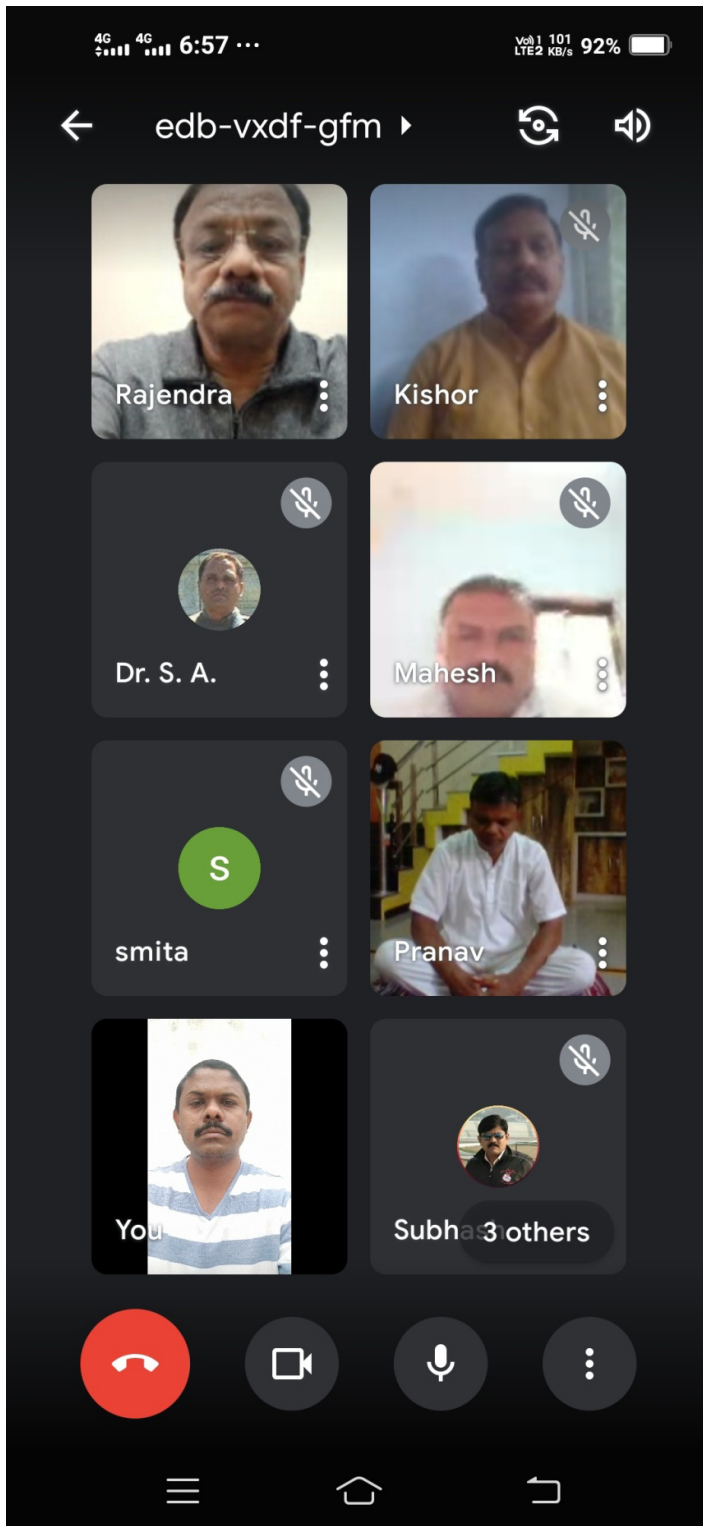 4G 4G 6:57 ··· Vo)) 1 LTE2 101 KB/s 92%
edb-vxdf-gfm
Rajendra Kishor
Dr. S. A. Mahesh
S
smita Pranav
You Subhash 3 others